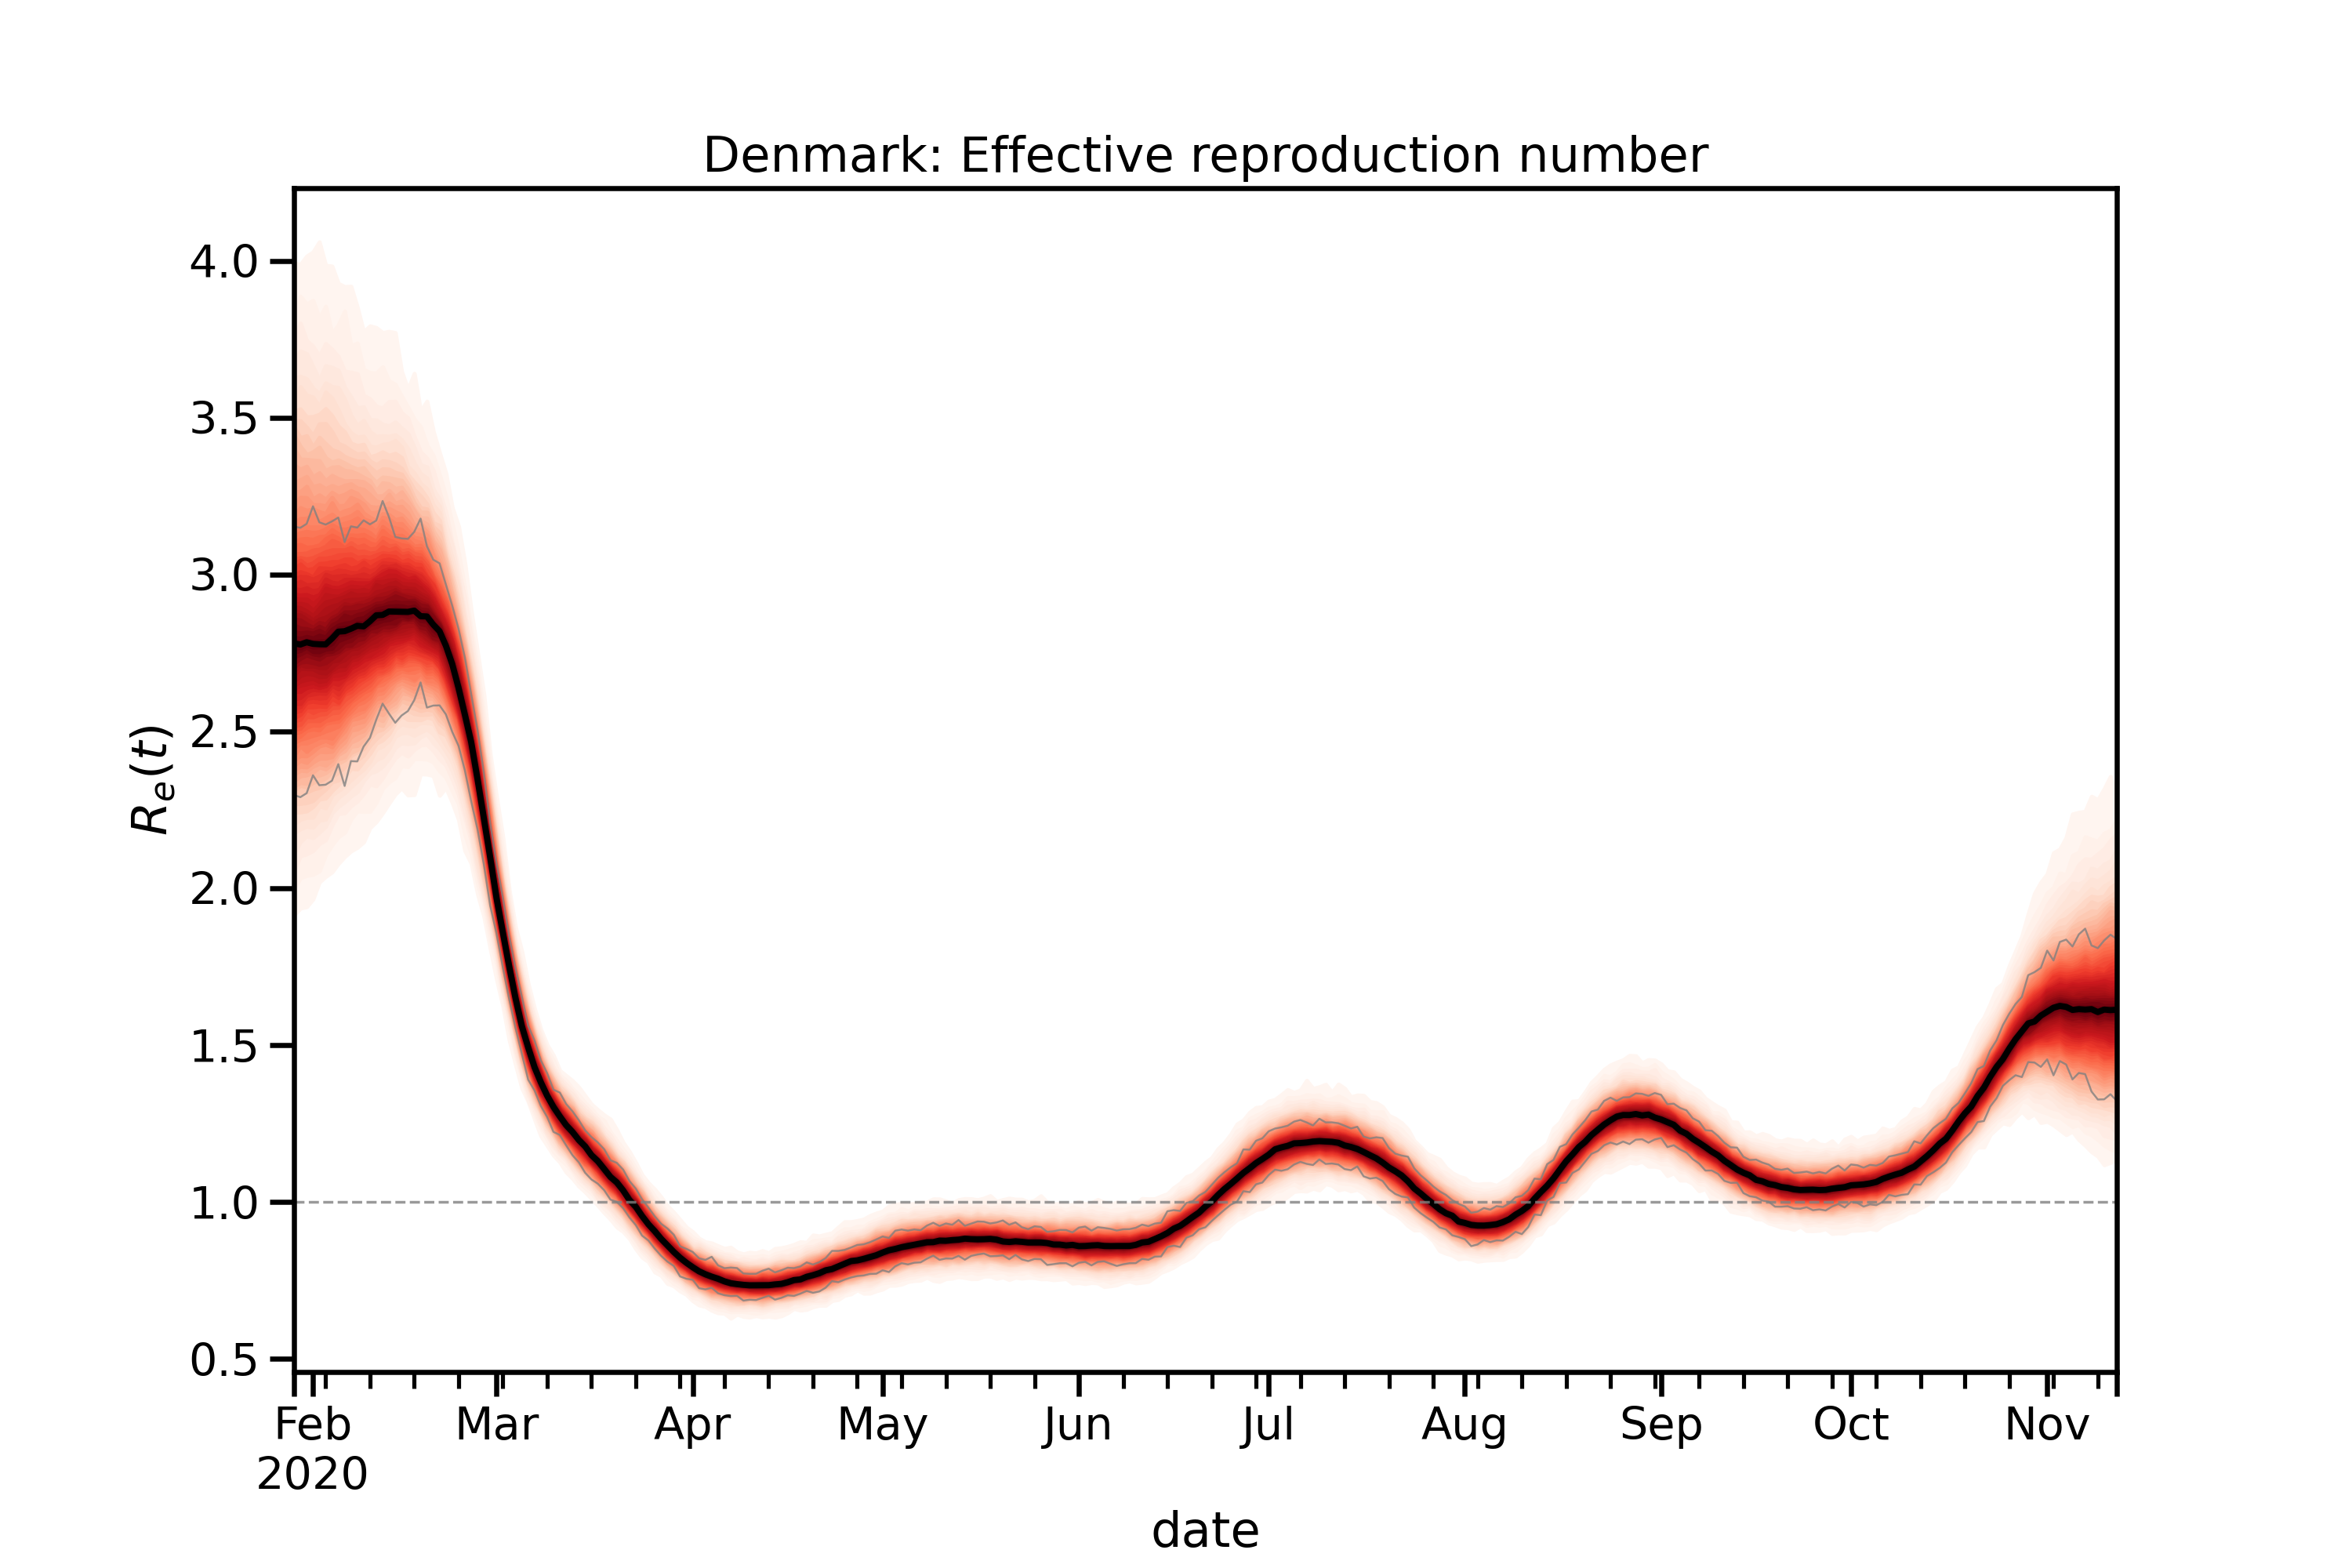 Denmark: Effective reproduction number
4.0
3.5
3.0
2.5
2.0
1.5
1.0
0.5
Rₑ(t)
Feb Mar Apr May Jun Jul Aug Sep Oct Nov
2020
date